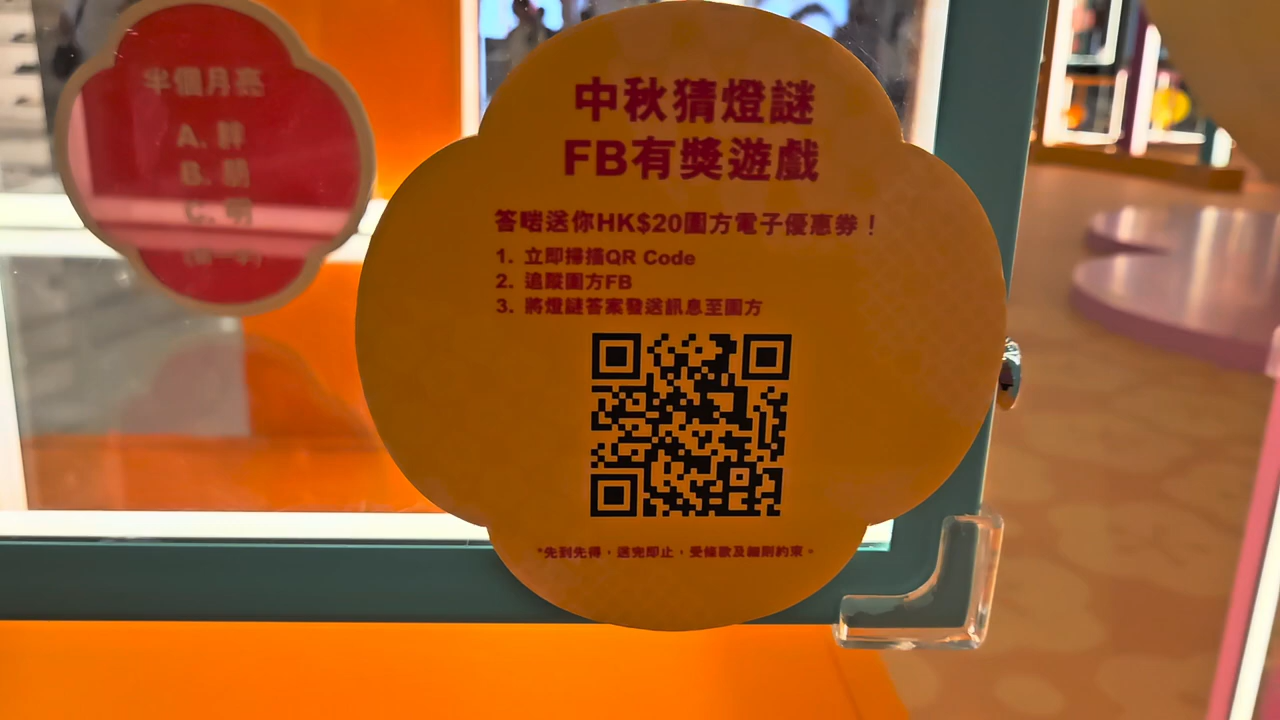 半個月亮
A. 胖
B. 朋
C. 明
中秋猜燈謎
FB有獎遊戲
答啱送你HK$20圍方電子優惠券！
1. 立即掃描QR Code
2. 追蹤圍方FB
3. 將燈謎答案發送訊息至圍方
*先到先得，送完即止，受條款及細則約束。